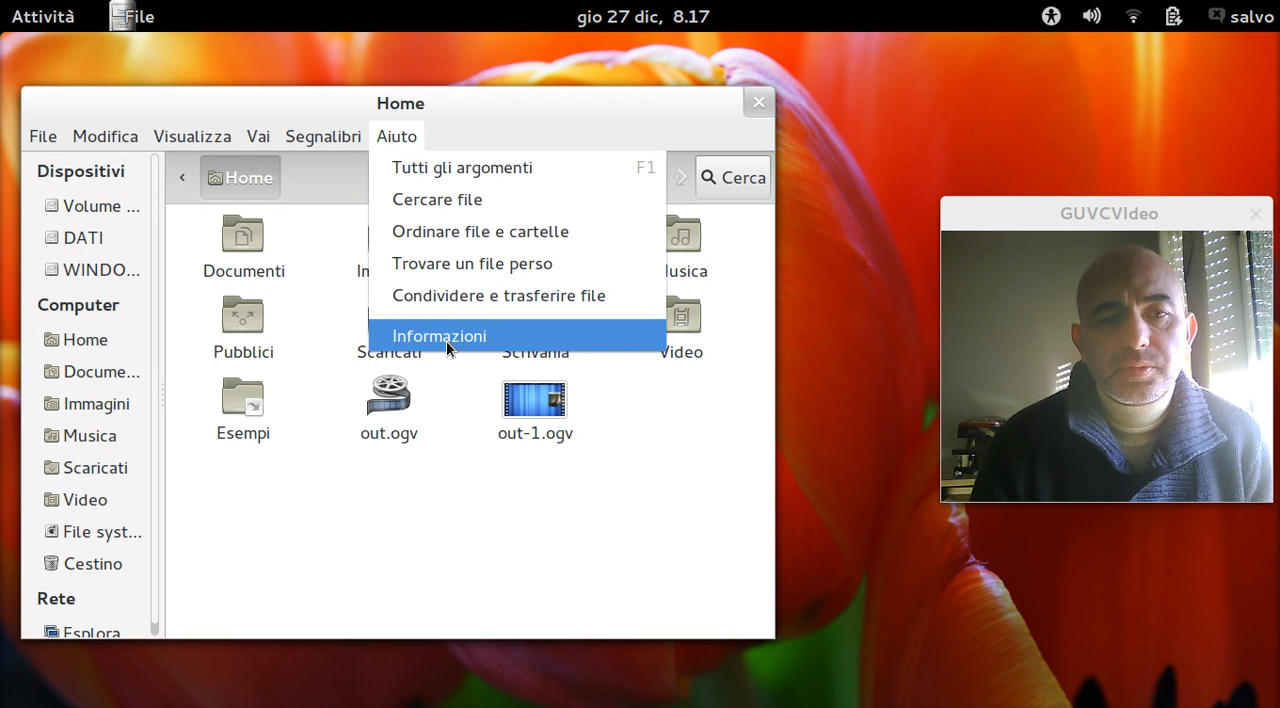 Attività File gio 27 dic, 8.17 salvo
Home
File Modifica Visualizza Vai Segnalibri Aiuto
Dispositivi
Volume ...
DATI
WINDO...
Computer
Home
Docume...
Immagini
Musica
Scaricati
Video
File syst...
Cestino
Rete
Esplora
Home
Cerca
Tutti gli argomenti F1
Cercare file
Ordinare file e cartelle
Trovare un file perso
Condividere e trasferire file
Informazioni
Documenti
Pubblici Scaricati Scrivania Video
Esempi out.ogv out-1.ogv
GUVCVIdeo